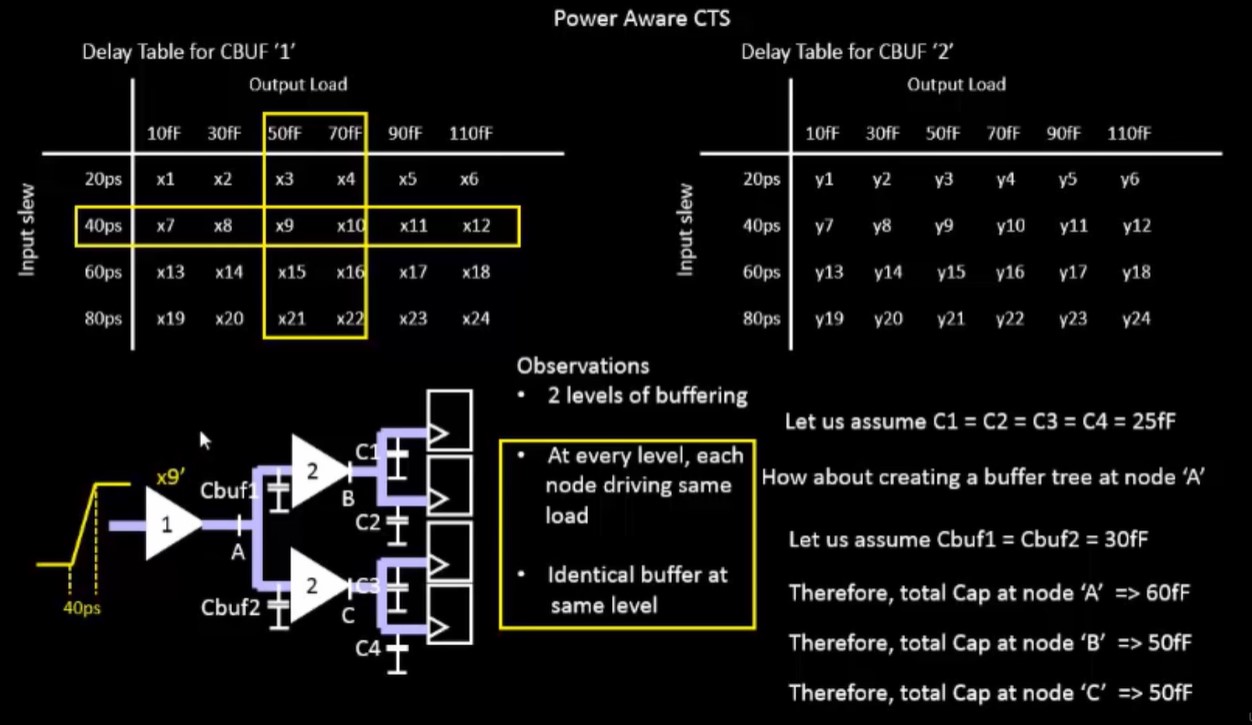 Power Aware CTS
Delay Table for CBUF '1'
Output Load
10fF 30fF 50fF 70fF 90fF 110fF
Input slew
20ps x1 x2 x3 x4 x5 x6
40ps x7 x8 x9 x10 x11 x12
60ps x13 x14 x15 x16 x17 x18
80ps x19 x20 x21 x22 x23 x24
Delay Table for CBUF '2'
Output Load
10fF 30fF 50fF 70fF 90fF 110fF
Input slew
20ps y1 y2 y3 y4 y5 y6
40ps y7 y8 y9 y10 y11 y12
60ps y13 y14 y15 y16 y17 y18
80ps y19 y20 y21 y22 y23 y24
x9'
40ps
1
A
Cbuf1
Cbuf2
2
B
2
C
C1
C2
C3
C4
Observations
• 2 levels of buffering
• At every level, each
node driving same
load
• Identical buffer at
same level
Let us assume C1 = C2 = C3 = C4 = 25fF
How about creating a buffer tree at node 'A'
Let us assume Cbuf1 = Cbuf2 = 30fF
Therefore, total Cap at node 'A' => 60fF
Therefore, total Cap at node 'B' => 50fF
Therefore, total Cap at node 'C' => 50fF